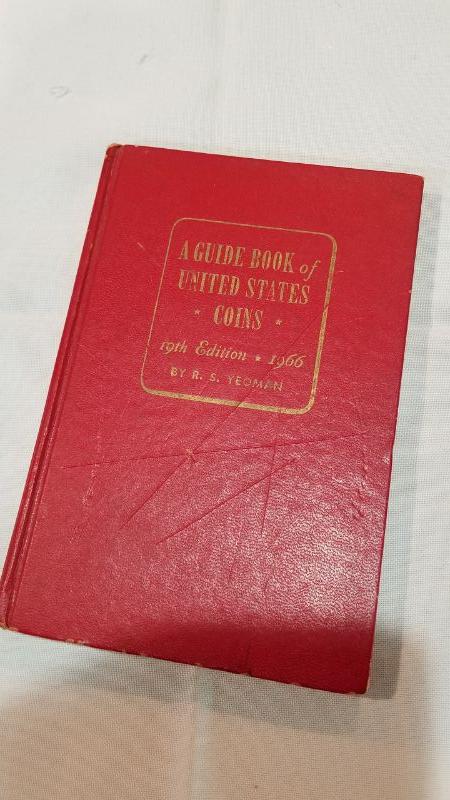 A GUIDE BOOK of
UNITED STATES
★ COINS ★
19th Edition ★ 1966
BY R. S. YEOMAN